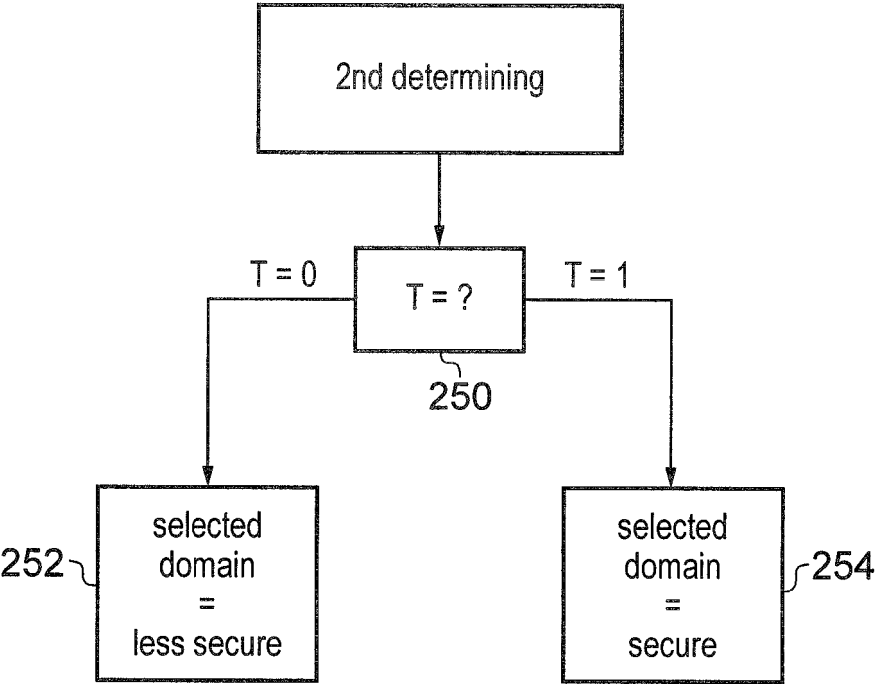 2nd determining
T = 0
T = ?
T = 1
250
selected
domain
=
less secure
252
selected
domain
=
secure
254